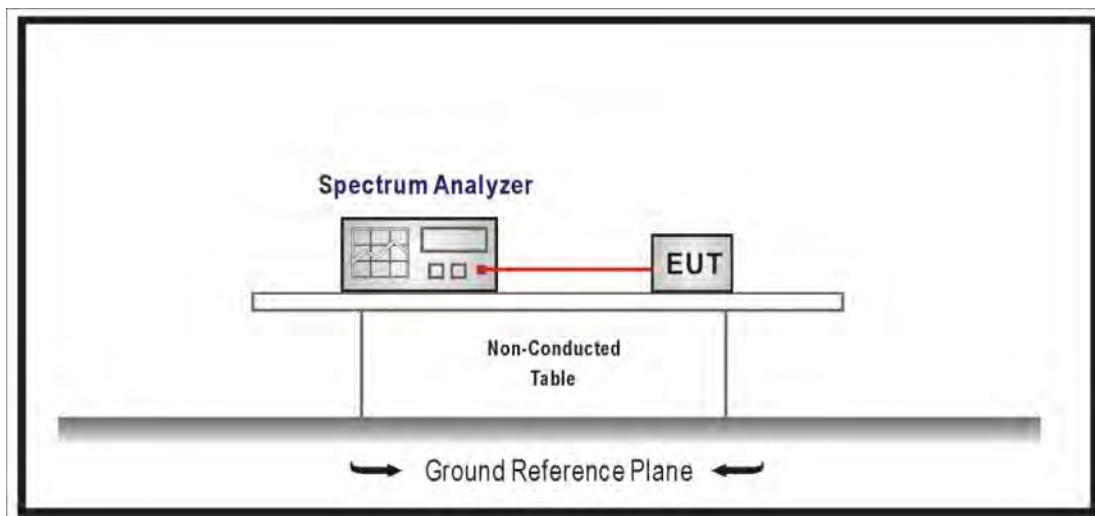 Spectrum Analyzer
EUT
Non-Conducted
Table
Ground Reference Plane